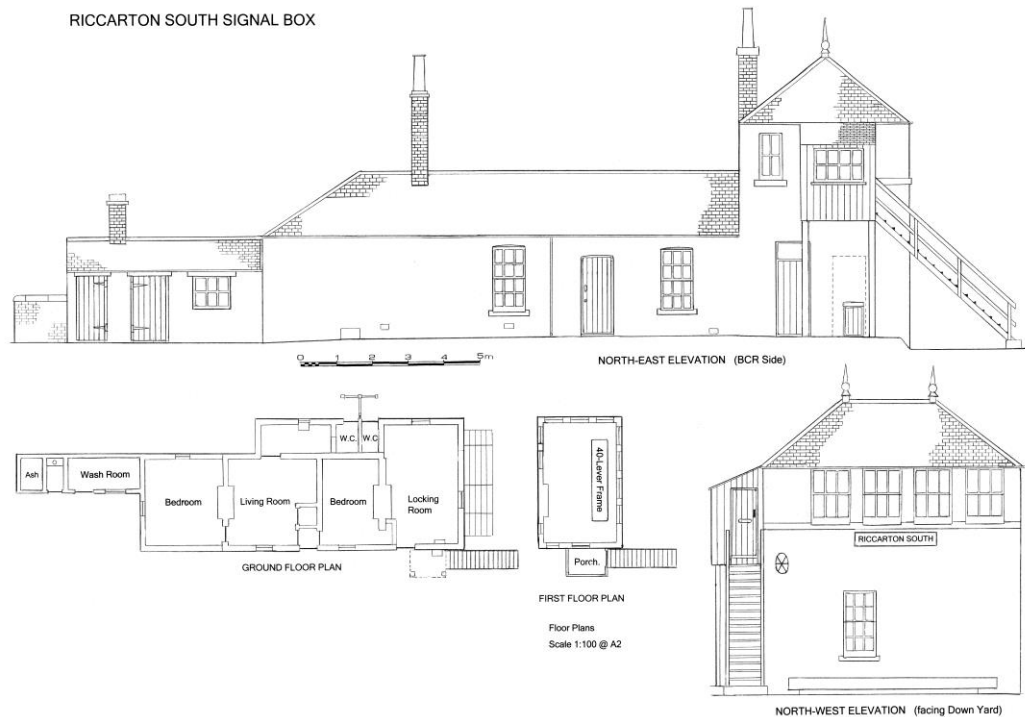 RICCARTON SOUTH SIGNAL BOX
0 1 2 3 4 5m
NORTH-EAST ELEVATION (BCR Side)
Ash
Wash Room
Bedroom
Living Room
W.C.
W.C
Bedroom
Locking
Room
GROUND FLOOR PLAN
40-Lever Frame
Porch.
FIRST FLOOR PLAN
Floor Plans
Scale 1:100 @ A2
RICCARTON SOUTH
NORTH-WEST ELEVATION (facing Down Yard)